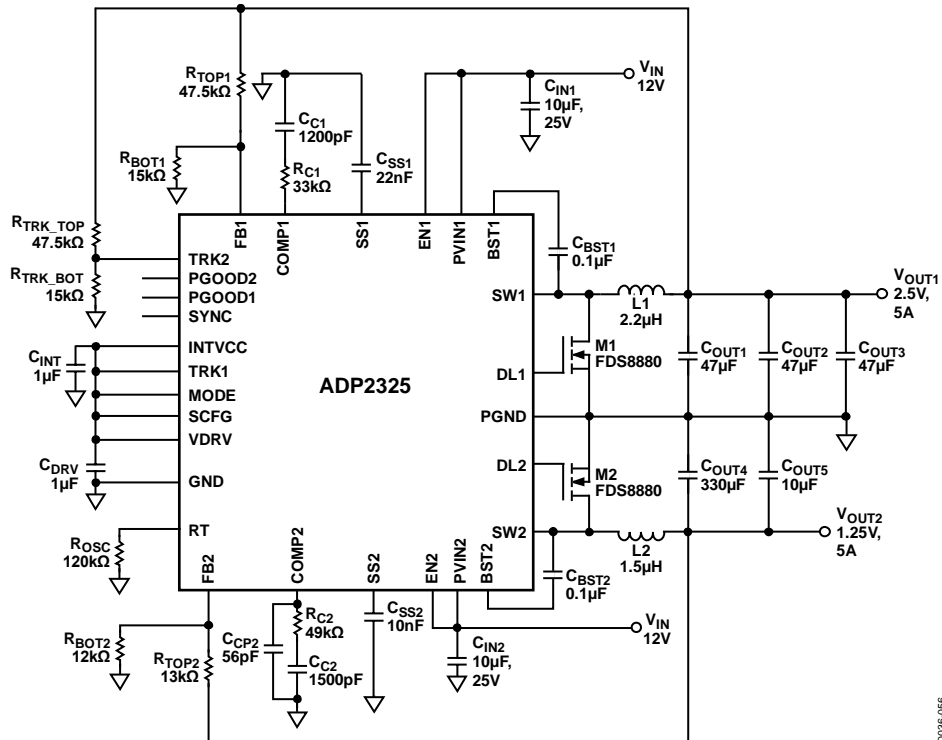 RTOP1
47.5kΩ
CC1
1200pF
RC1
33kΩ
CSS1
22nF
CIN1
10µF,
25V
VIN
12V
RBOT1
15kΩ
RTRK_TOP
47.5kΩ
RTRK_BOT
15kΩ
FB1
COMP1
SS1
EN1
PVIN1
BST1
CBST1
0.1µF
TRK2
PGOOD2
PGOOD1
SYNC
INTVCC
TRK1
MODE
SCFG
VDRV
GND
RT
CINT
1µF
CDRV
1µF
ROSC
120kΩ
ADP2325
SW1
DL1
PGND
DL2
SW2
L1
2.2µH
M1
FDS8880
M2
FDS8880
L2
1.5µH
COUT1
47µF
COUT2
47µF
COUT3
47µF
VOUT1
2.5V,
5A
COUT4
330µF
COUT5
10µF
VOUT2
1.25V,
5A
FB2
COMP2
SS2
EN2
PVIN2
BST2
CBST2
0.1µF
RBOT2
12kΩ
RTOP2
13kΩ
CCP2
56pF
RC2
49kΩ
CC2
1500pF
CSS2
10nF
CIN2
10µF,
25V
VIN
12V